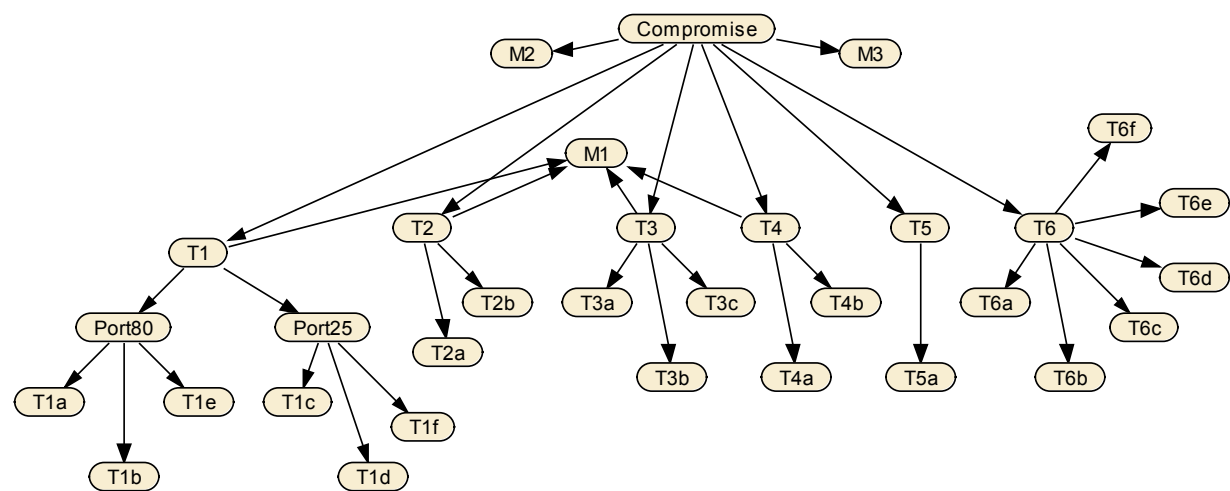 Compromise
M2
M3
T6f
M1
T6e
T2
T3
T4
T5
T6
T1
T6d
T2b
T3a
T3c
T4b
T6a
Port80
Port25
T6c
T2a
T3b
T4a
T5a
T6b
T1a
T1e
T1c
T1f
T1b
T1d